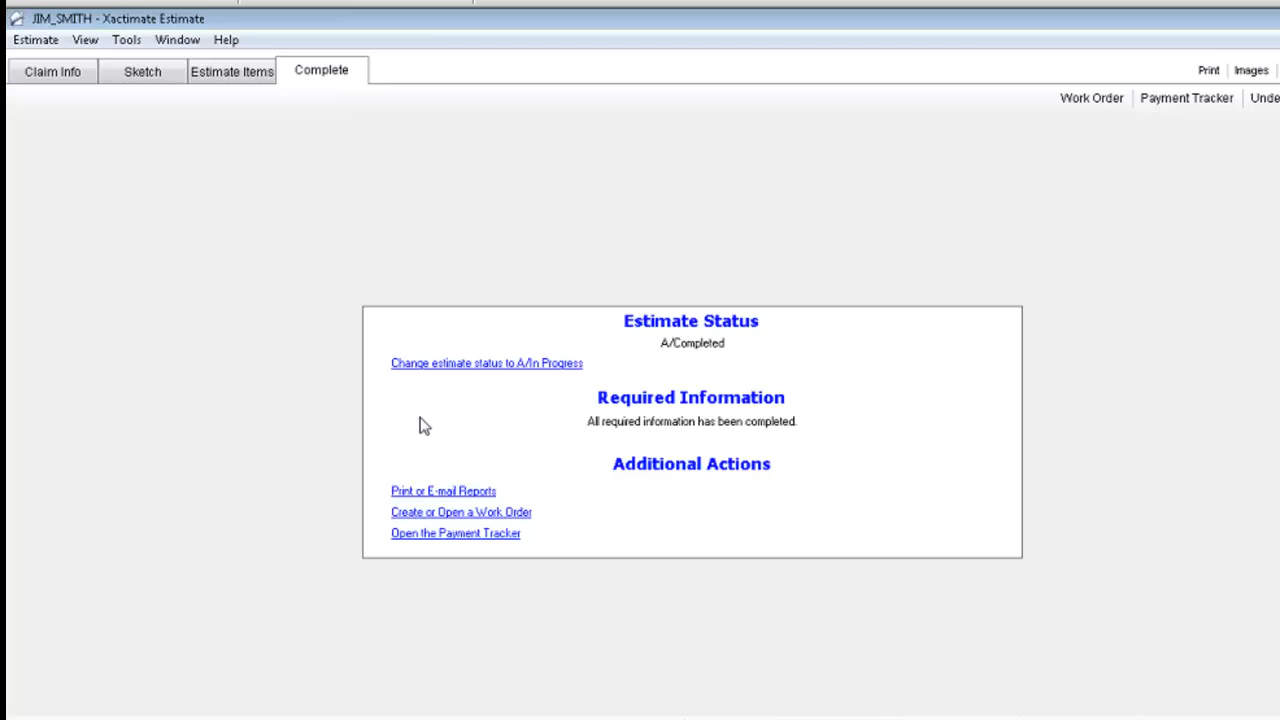 JIM_SMITH - Xactimate Estimate
Estimate View Tools Window Help
Claim Info Sketch Estimate Items Complete Print Images
Work Order Payment Tracker Unde
Estimate Status
A/Completed
Change estimate status to A/In Progress
Required Information
All required information has been completed.
Additional Actions
Print or E-mail Reports
Create or Open a Work Order
Open the Payment Tracker